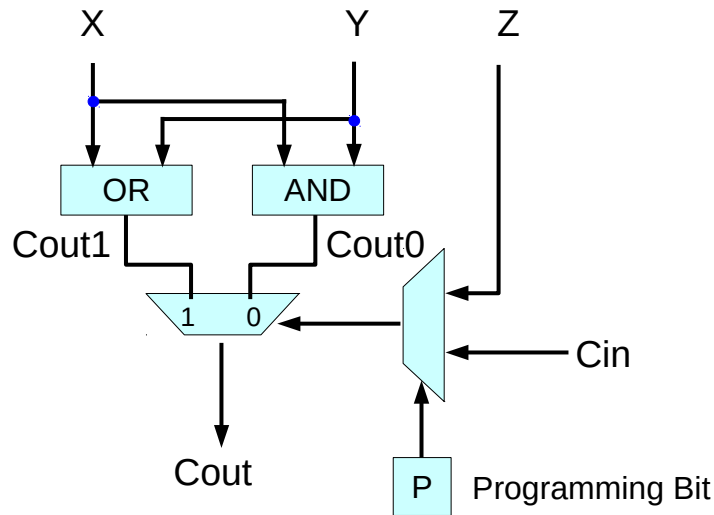 X Y Z
OR AND
Cout1 Cout0
1 0
Cin
Cout
P Programming Bit